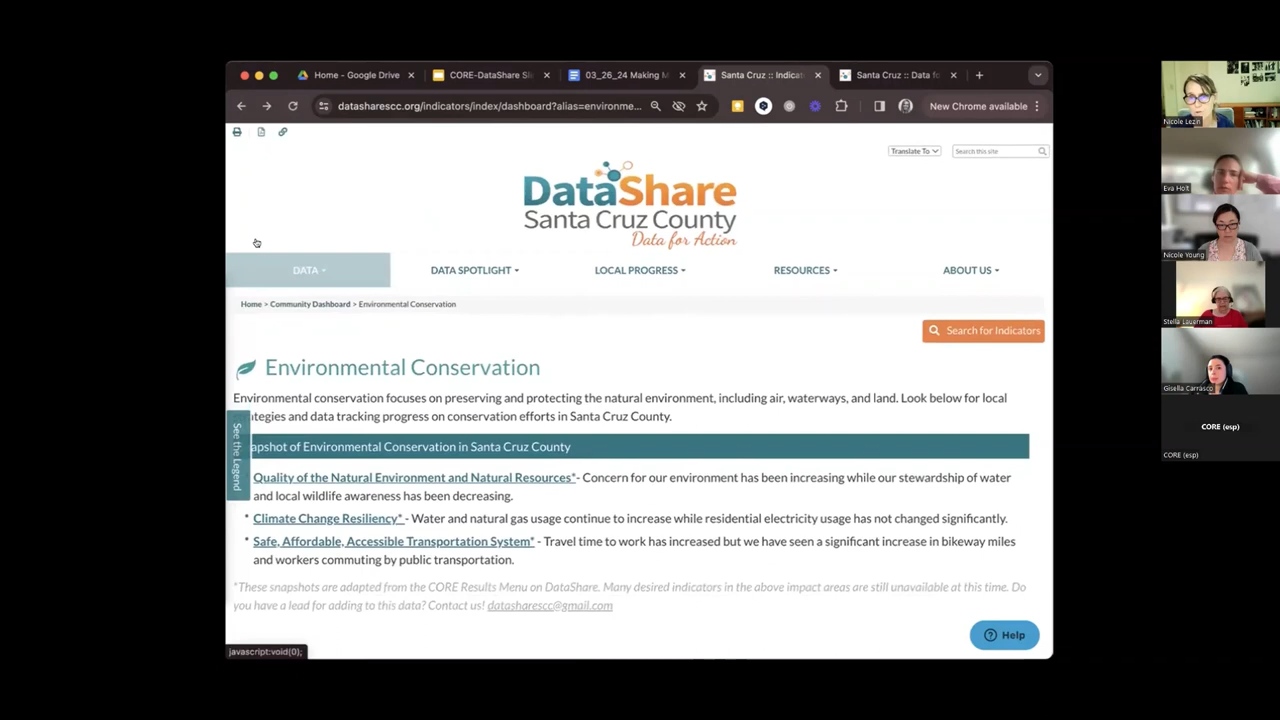 Home - Google Drive
CORE-DataShare Sli
03_26_24 Making M
Santa Cruz :: Indicat
Santa Cruz :: Data fo
datasharescc.org/indicators/index/dashboard?alias=environme...
New Chrome available
Translate To
Search this site
DataShare
Santa Cruz County
Data for Action
DATA
DATA SPOTLIGHT
LOCAL PROGRESS
RESOURCES
ABOUT US
Home > Community Dashboard > Environmental Conservation
Search for Indicators
Environmental Conservation
Environmental conservation focuses on preserving and protecting the natural environment, including air, waterways, and land. Look below for local
tegies and data tracking progress on conservation efforts in Santa Cruz County.
See the Legend
apshot of Environmental Conservation in Santa Cruz County
Quality of the Natural Environment and Natural Resources*- Concern for our environment has been increasing while our stewardship of water
and local wildlife awareness has been decreasing.
* Climate Change Resiliency* - Water and natural gas usage continue to increase while residential electricity usage has not changed significantly.
* Safe, Affordable, Accessible Transportation System* - Travel time to work has increased but we have seen a significant increase in bikeway miles
and workers commuting by public transportation.
*These snapshots are adapted from the CORE Results Menu on DataShare. Many desired indicators in the above impact areas are still unavailable at this time. Do
you have a lead for adding to this data? Contact us! datasharescc@gmail.com
Help
javascript:void(0);
Nicole Lezin
Eva Holt
Nicole Young
Stella Lauerman
Gisella Carrasco
CORE (esp)
CORE (esp)